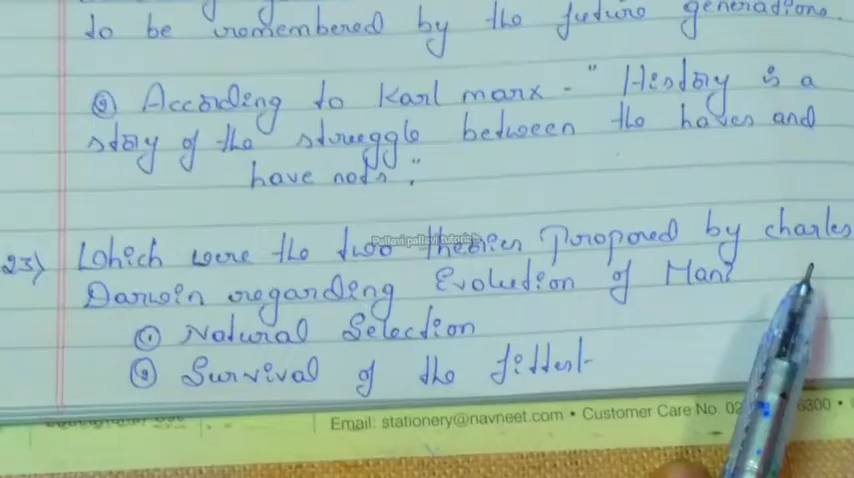 to be remembered by the future generations.
② According to Karl marx - " History is a
story of the struggle between the haves and
have nots".
Pallavi pallavi tutorials
23) Which were the two theories Proposed by charles
Darwin regarding Evolution of Man?
① Natural Selection
② Survival of the fittest
Email: stationery@navneet.com • Customer Care No. 02 6300 •